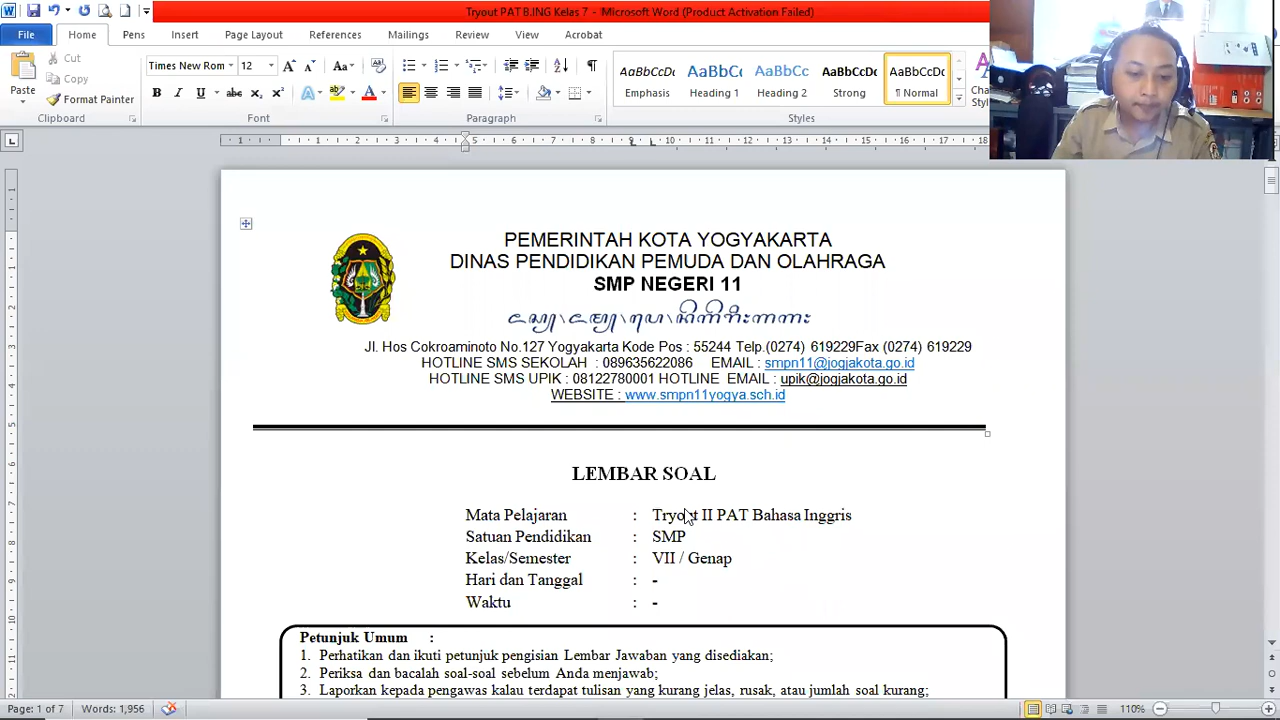 Tryout PAT B.ING Kelas 7 - Microsoft Word (Product Activation Failed)
File Home Pens Insert Page Layout References Mailings Review View Acrobat
Cut
Copy
Format Painter
Paste
Clipboard
Times New Rom 12
Font
Paragraph
AaBbCcDc AaBbCc AaBbCc AaBbCcDc AaBbCcDc
Emphasis Heading 1 Heading 2 Strong ¶ Normal
Styles
PEMERINTAH KOTA YOGYAKARTA
DINAS PENDIDIKAN PEMUDA DAN OLAHRAGA
SMP NEGERI 11
Jl. Hos Cokroaminoto No.127 Yogyakarta Kode Pos : 55244 Telp.(0274) 619229Fax (0274) 619229
HOTLINE SMS SEKOLAH : 089635622086 EMAIL : smpn11@jogjakota.go.id
HOTLINE SMS UPIK : 08122780001 HOTLINE EMAIL : upik@jogjakota.go.id
WEBSITE : www.smpn11yogya.sch.id
LEMBAR SOAL
Mata Pelajaran : Tryout II PAT Bahasa Inggris
Satuan Pendidikan : SMP
Kelas/Semester : VII / Genap
Hari dan Tanggal : -
Waktu : -
Petunjuk Umum :
1. Perhatikan dan ikuti petunjuk pengisian Lembar Jawaban yang disediakan;
2. Periksa dan bacalah soal-soal sebelum Anda menjawab;
3. Laporkan kepada pengawas kalau terdapat tulisan yang kurang jelas, rusak, atau jumlah soal kurang;
Page: 1 of 7 Words: 1,956 110%